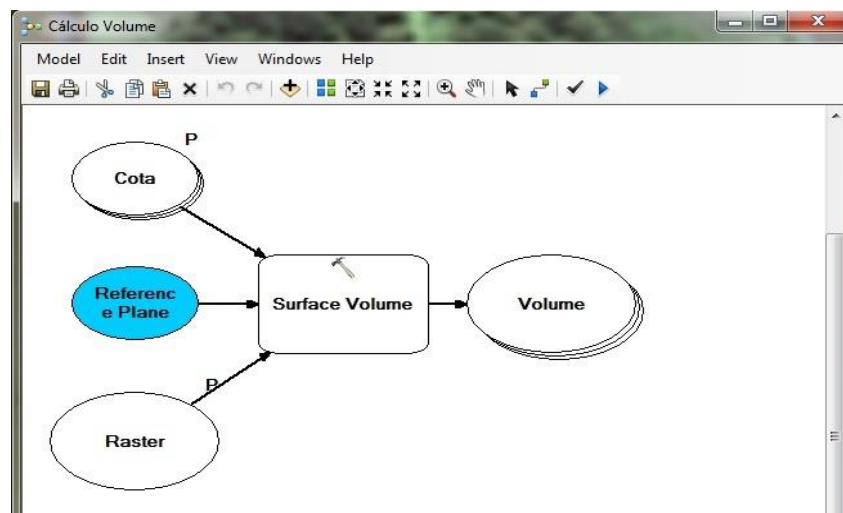 Cálculo Volume
Model Edit Insert View Windows Help
P
Cota
Referenc
e Plane
Surface Volume
Volume
P
Raster